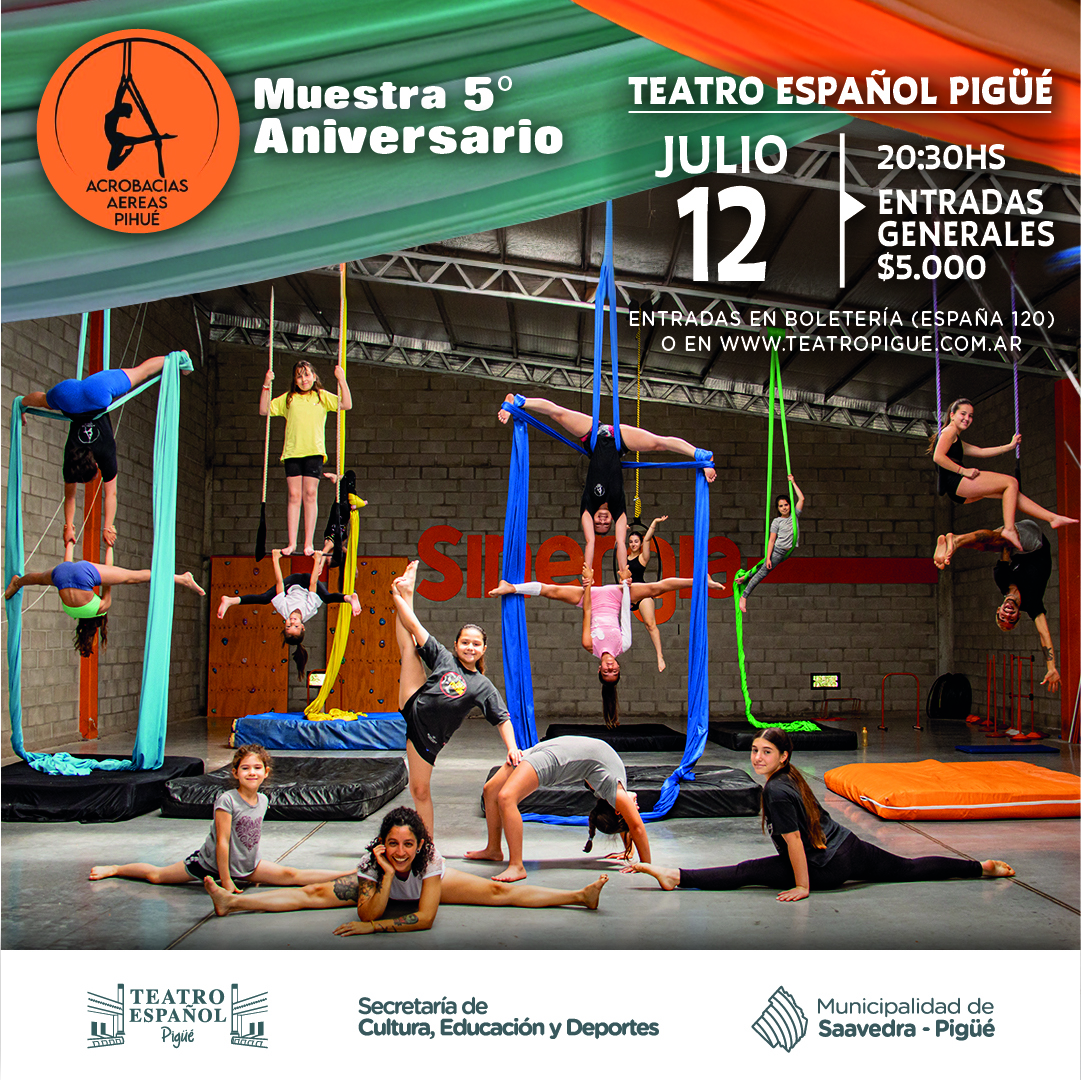 ACROBACIAS
AEREAS
PIHUÉ
Muestra 5°
Aniversario
TEATRO ESPAÑOL PIGÜÉ
JULIO
12
20:30HS
ENTRADAS
GENERALES
$5.000
ENTRADAS EN BOLETERÍA (ESPAÑA 120)
O EN WWW.TEATROPIGUE.COM.AR
Sinergia
TEATRO
ESPAÑOL
Pigüé
Secretaría de
Cultura, Educación y Deportes
Municipalidad de
Saavedra - Pigüé